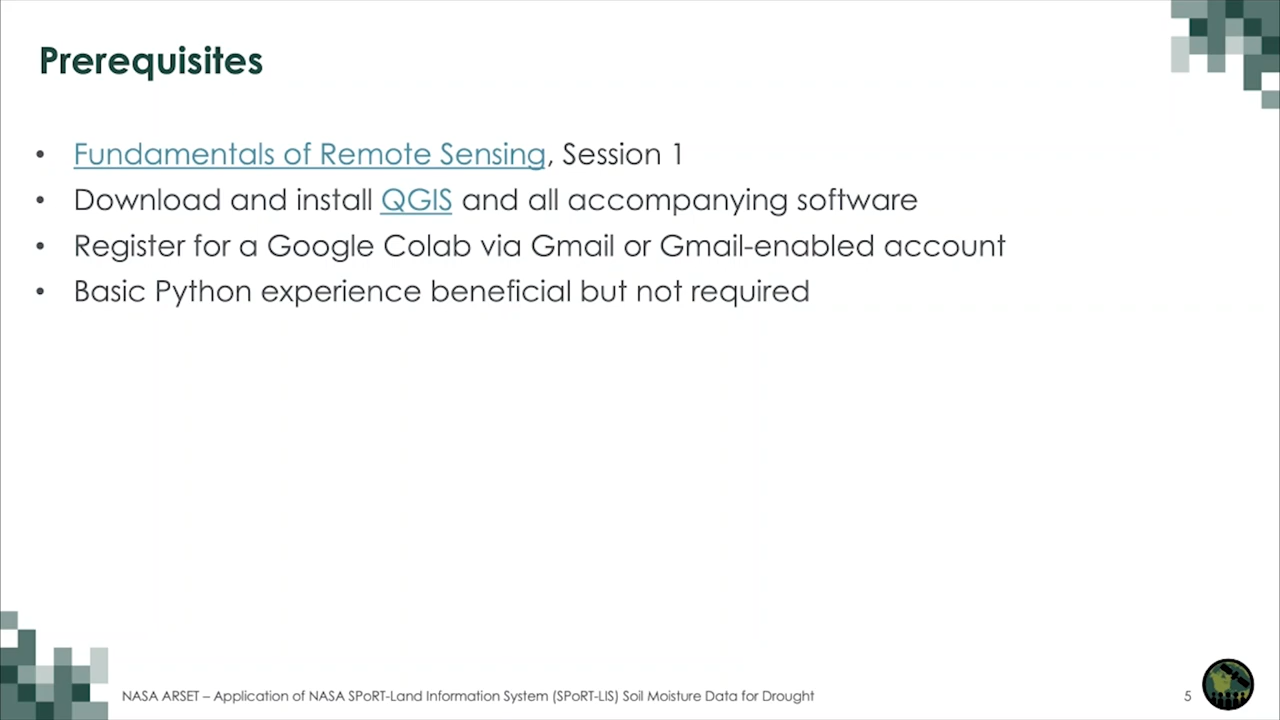 Prerequisites
• Fundamentals of Remote Sensing, Session 1
• Download and install QGIS and all accompanying software
• Register for a Google Colab via Gmail or Gmail-enabled account
• Basic Python experience beneficial but not required
NASA ARSET – Application of NASA SPoRT-Land Information System (SPoRT-LIS) Soil Moisture Data for Drought
5